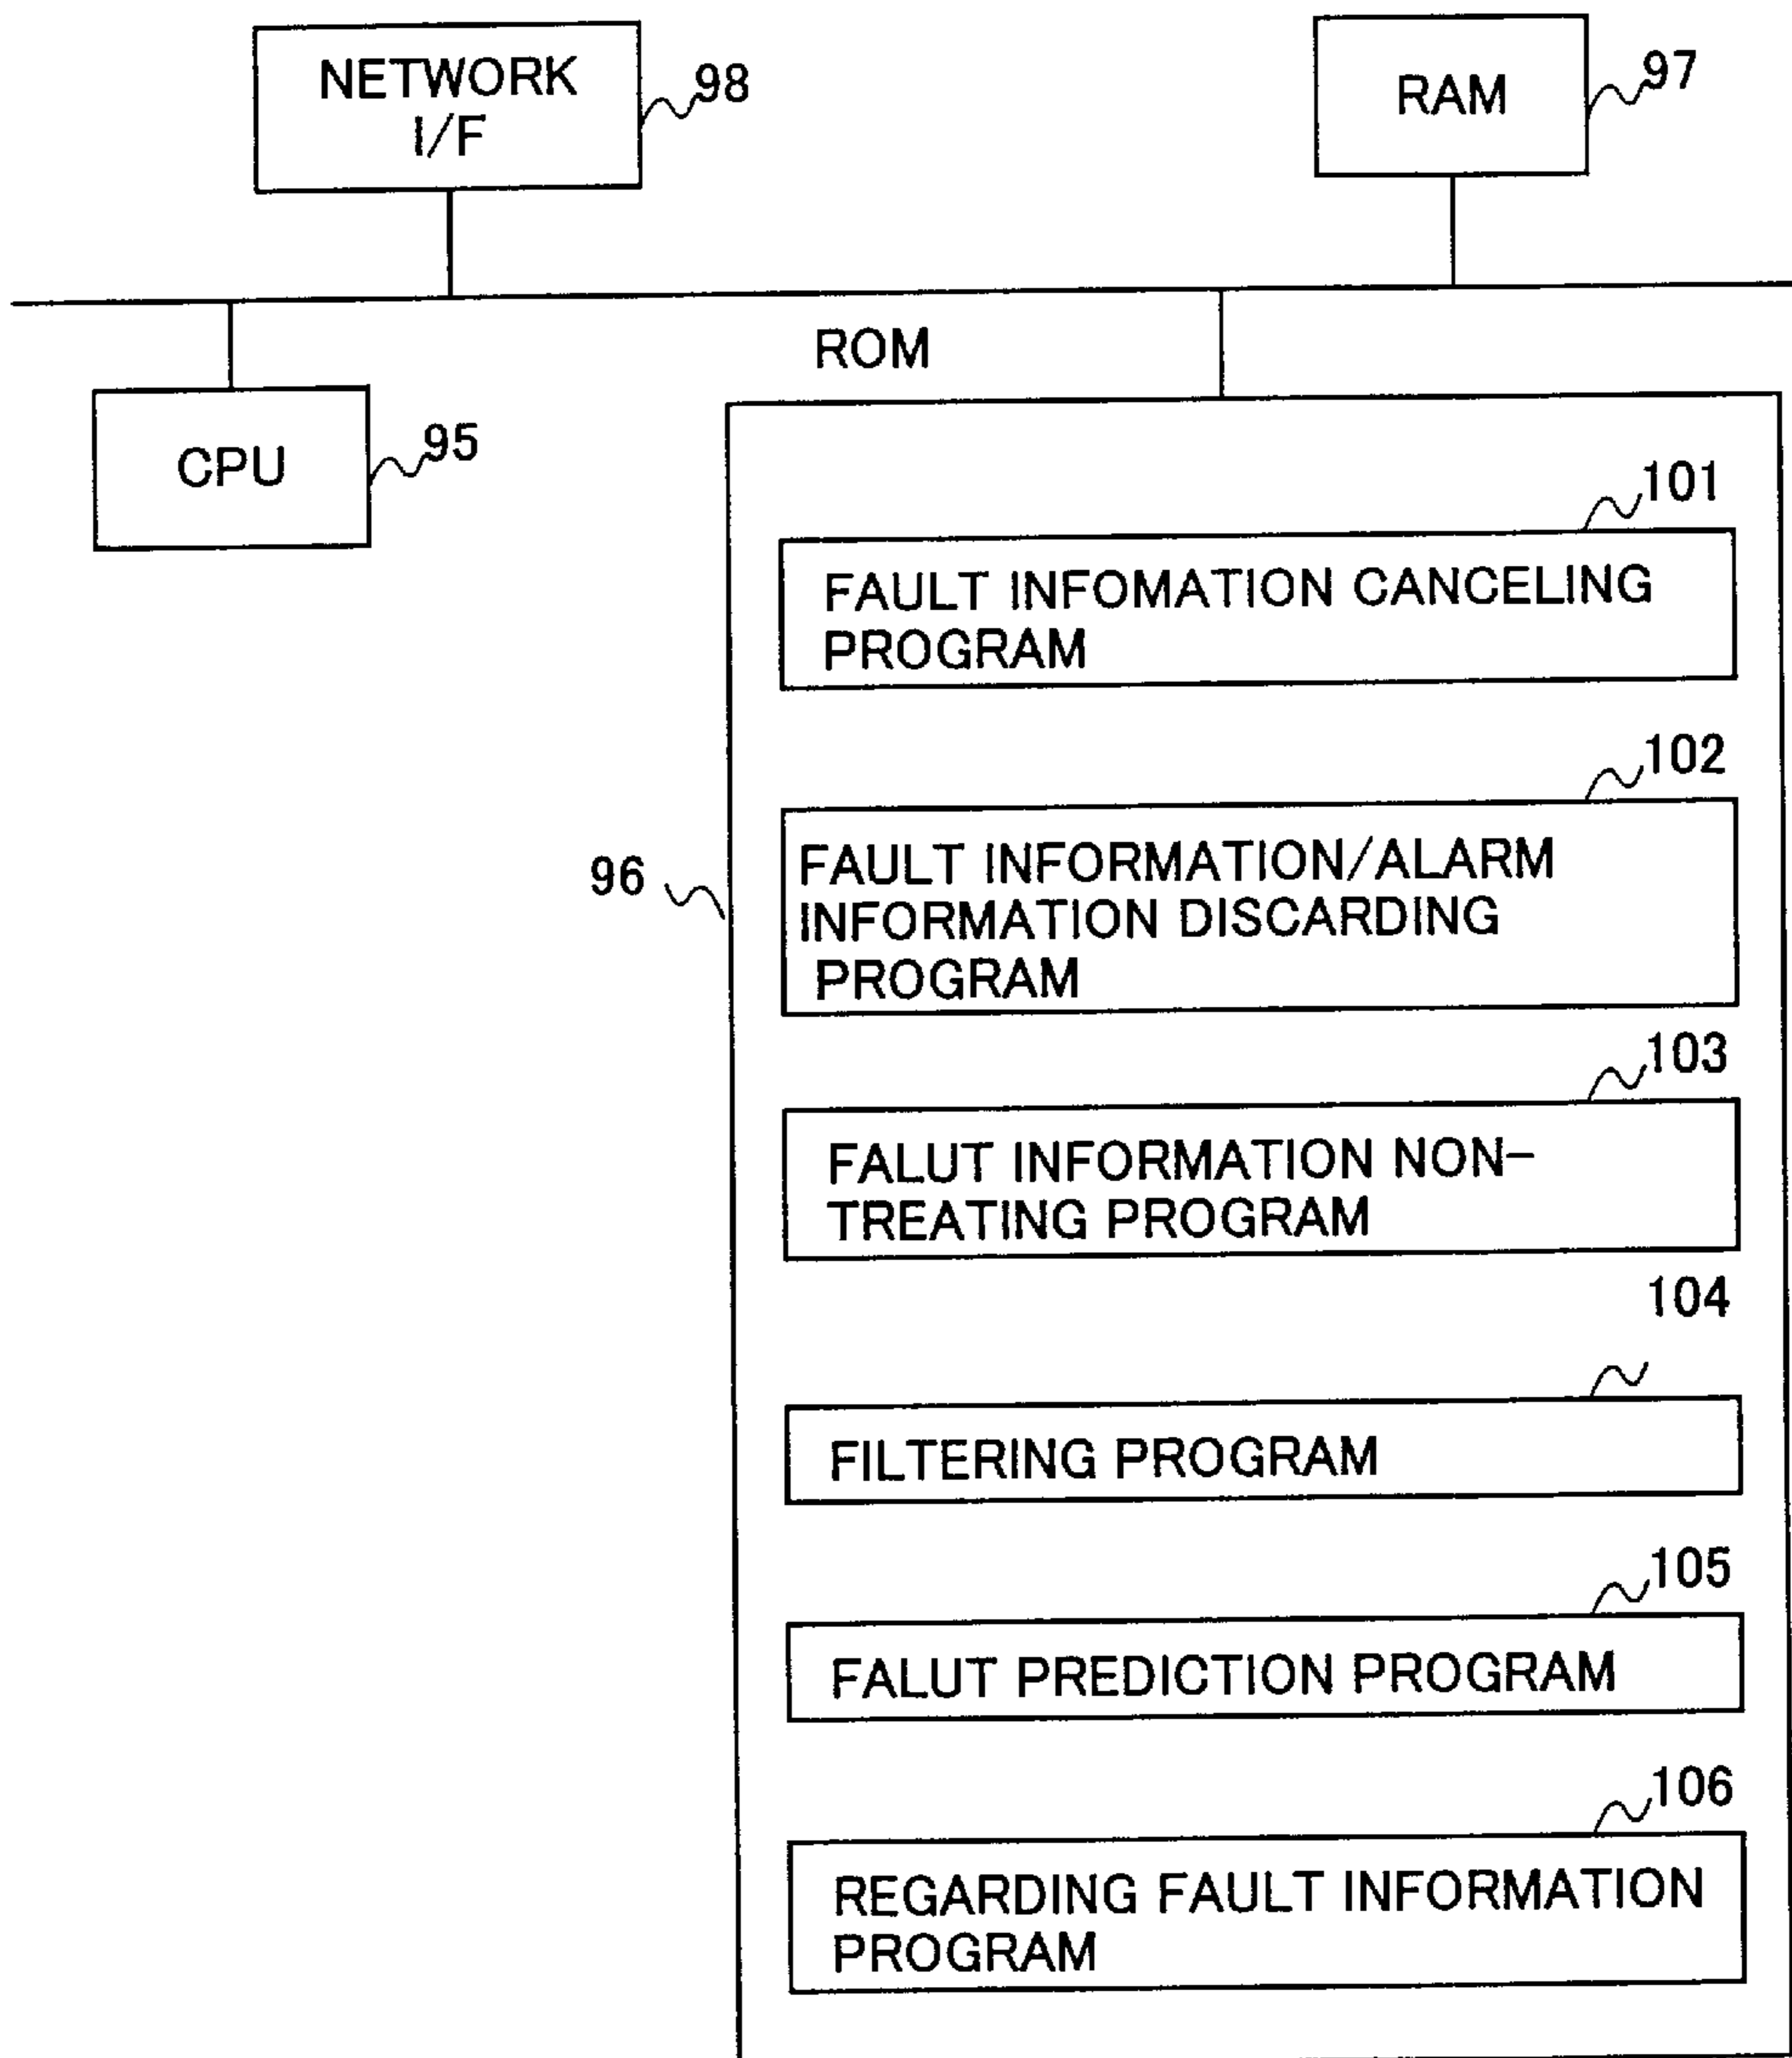 NETWORK
I/F
98
RAM
97
ROM
CPU
95
96
101
FAULT INFOMATION CANCELING
PROGRAM
102
FAULT INFORMATION/ALARM
INFORMATION DISCARDING
PROGRAM
103
FALUT INFORMATION NON-
TREATING PROGRAM
104
FILTERING PROGRAM
105
FALUT PREDICTION PROGRAM
106
REGARDING FAULT INFORMATION
PROGRAM